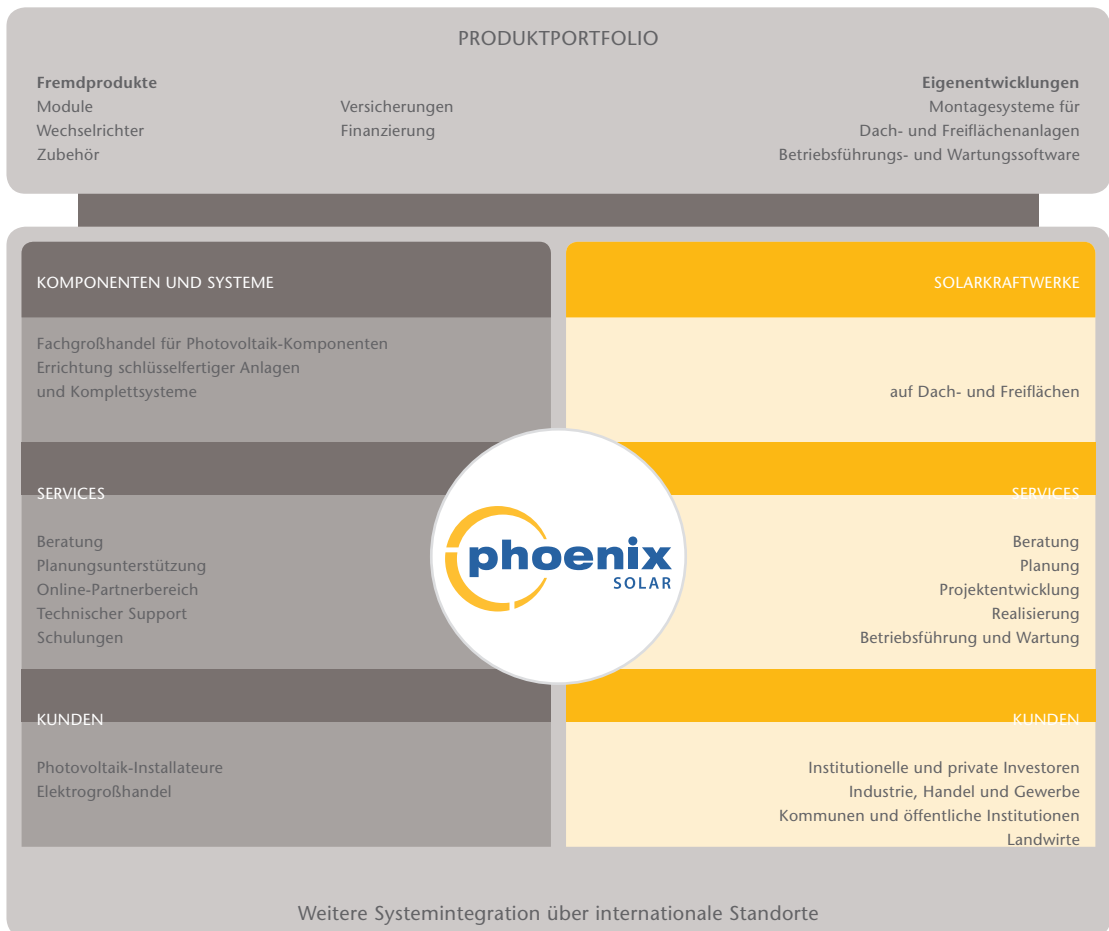 PRODUKTPORTFOLIO
Fremdprodukte
Module
Wechselrichter
Zubehör
Versicherungen
Finanzierung
Eigenentwicklungen
Montagesysteme für
Dach- und Freiflächenanlagen
Betriebsführungs- und Wartungssoftware
KOMPONENTEN UND SYSTEME
Fachgroßhandel für Photovoltaik-Komponenten
Errichtung schlüsselfertiger Anlagen
und Komplettsysteme
SERVICES
Beratung
Planungsunterstützung
Online-Partnerbereich
Technischer Support
Schulungen
KUNDEN
Photovoltaik-Installateure
Elektrogroßhandel
phoenix
SOLAR
SOLARKRAFTWERKE
auf Dach- und Freiflächen
SERVICES
Beratung
Planung
Projektentwicklung
Realisierung
Betriebsführung und Wartung
KUNDEN
Institutionelle und private Investoren
Industrie, Handel und Gewerbe
Kommunen und öffentliche Institutionen
Landwirte
Weitere Systemintegration über internationale Standorte